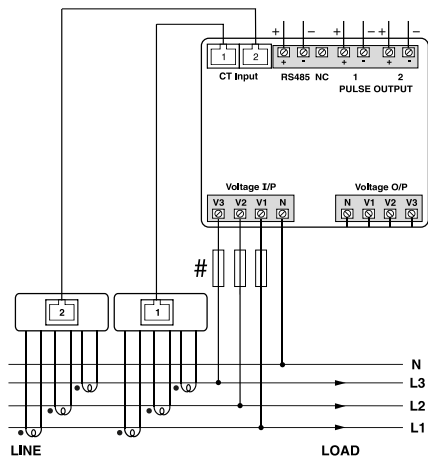 + − + − + −
1 2
+ - + - + -
CT Input RS485 NC 1 2
PULSE OUTPUT
Voltage I/P Voltage O/P
V3 V2 V1 N N V1 V2 V3
#
2 1
N
L3
L2
L1
LINE LOAD